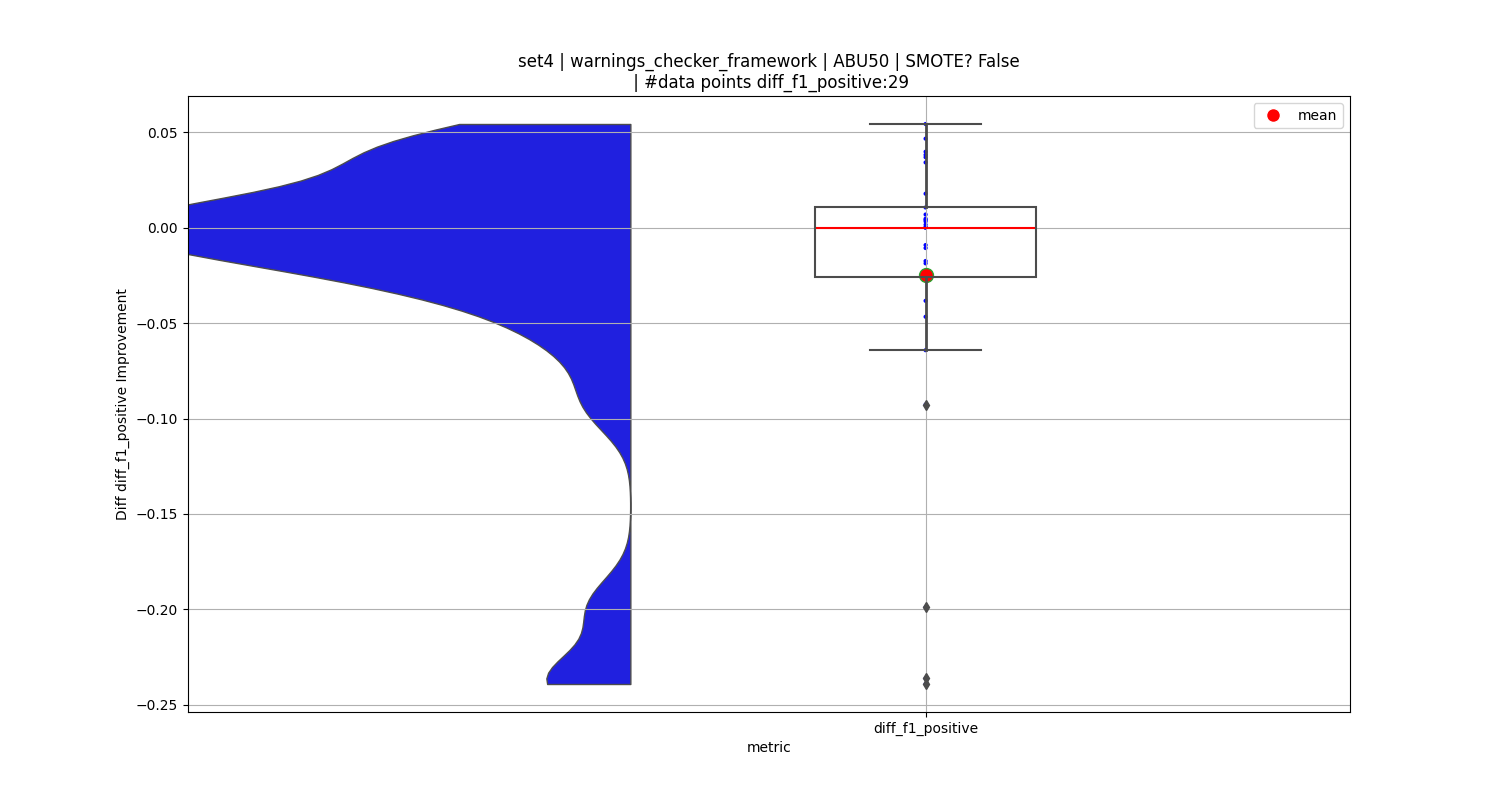 set4 | warnings_checker_framework | ABU50 | SMOTE? False
| #data points diff_f1_positive:29
mean
0.05
0.00
−0.05
−0.10
−0.15
−0.20
−0.25
Diff diff_f1_positive Improvement
diff_f1_positive
metric